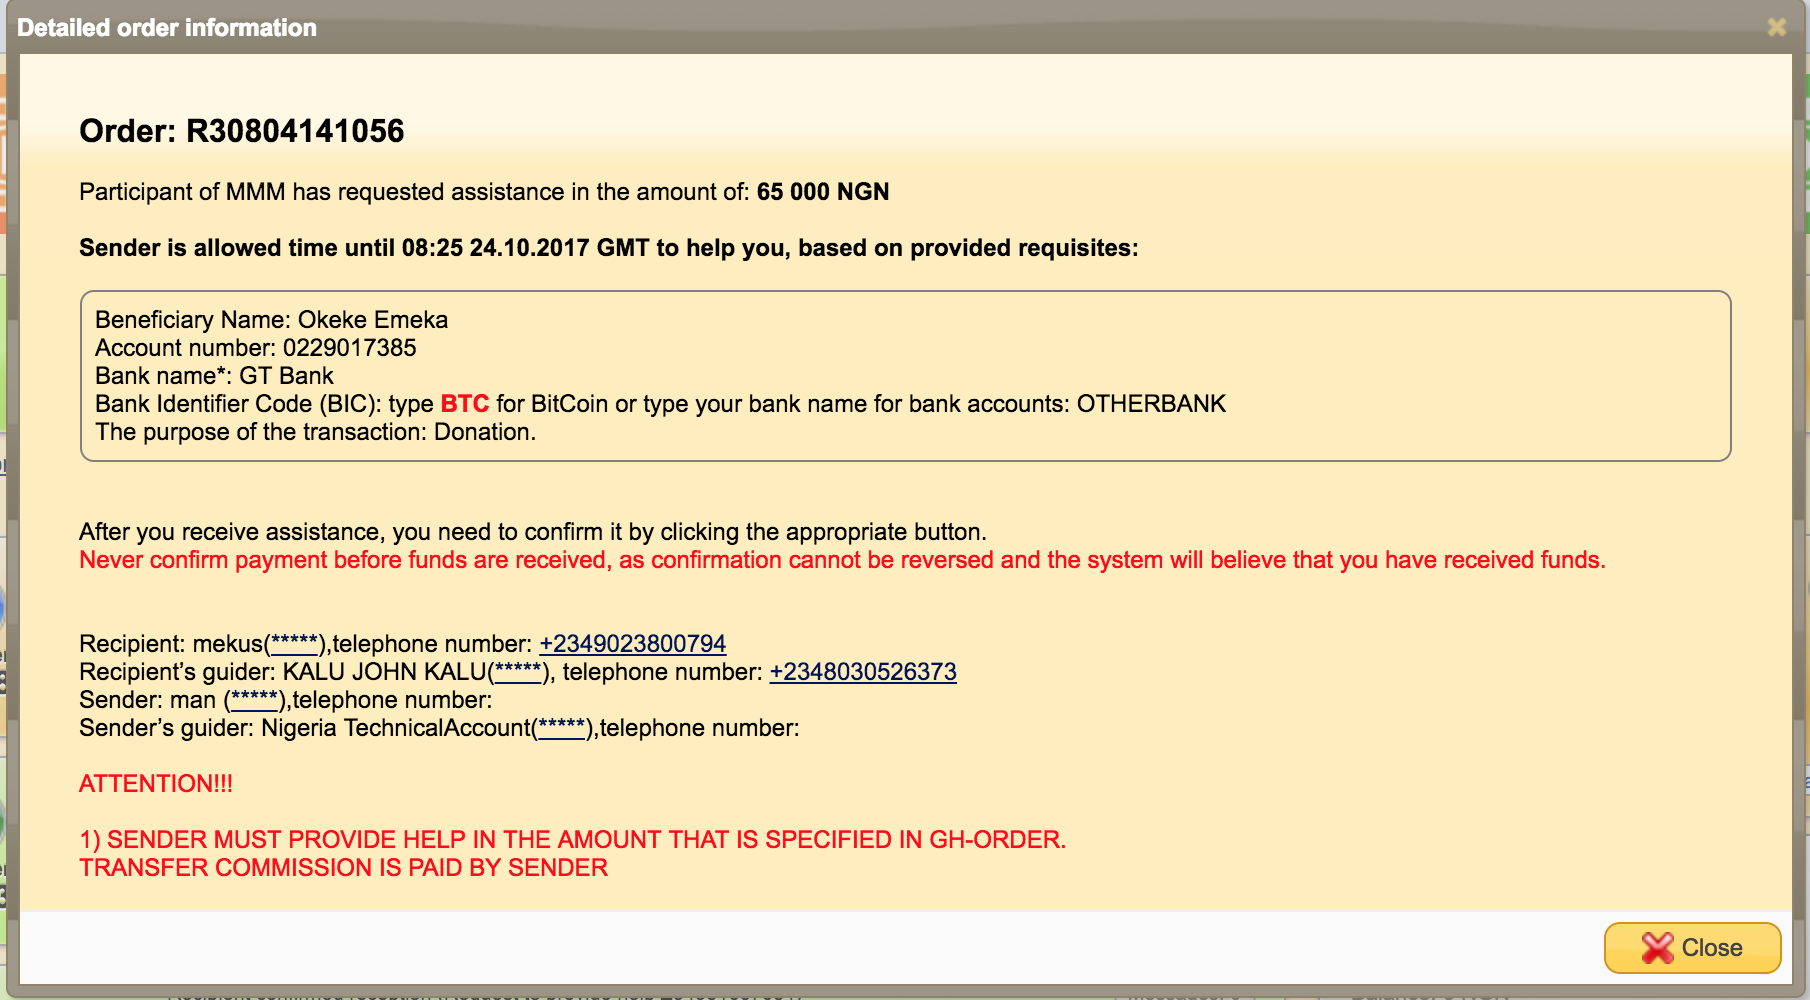 Detailed order information
Order: R30804141056
Participant of MMM has requested assistance in the amount of: 65 000 NGN
Sender is allowed time until 08:25 24.10.2017 GMT to help you, based on provided requisites:
Beneficiary Name: Okeke Emeka
Account number: 0229017385
Bank name*: GT Bank
Bank Identifier Code (BIC): type BTC for BitCoin or type your bank name for bank accounts: OTHERBANK
The purpose of the transaction: Donation.
After you receive assistance, you need to confirm it by clicking the appropriate button.
Never confirm payment before funds are received, as confirmation cannot be reversed and the system will believe that you have received funds.
Recipient: mekus(*****),telephone number: +2349023800794
Recipient’s guider: KALU JOHN KALU(*****), telephone number: +2348030526373
Sender: man (*****),telephone number:
Sender’s guider: Nigeria TechnicalAccount(*****),telephone number:
ATTENTION!!!
1) SENDER MUST PROVIDE HELP IN THE AMOUNT THAT IS SPECIFIED IN GH-ORDER.
TRANSFER COMMISSION IS PAID BY SENDER
Close